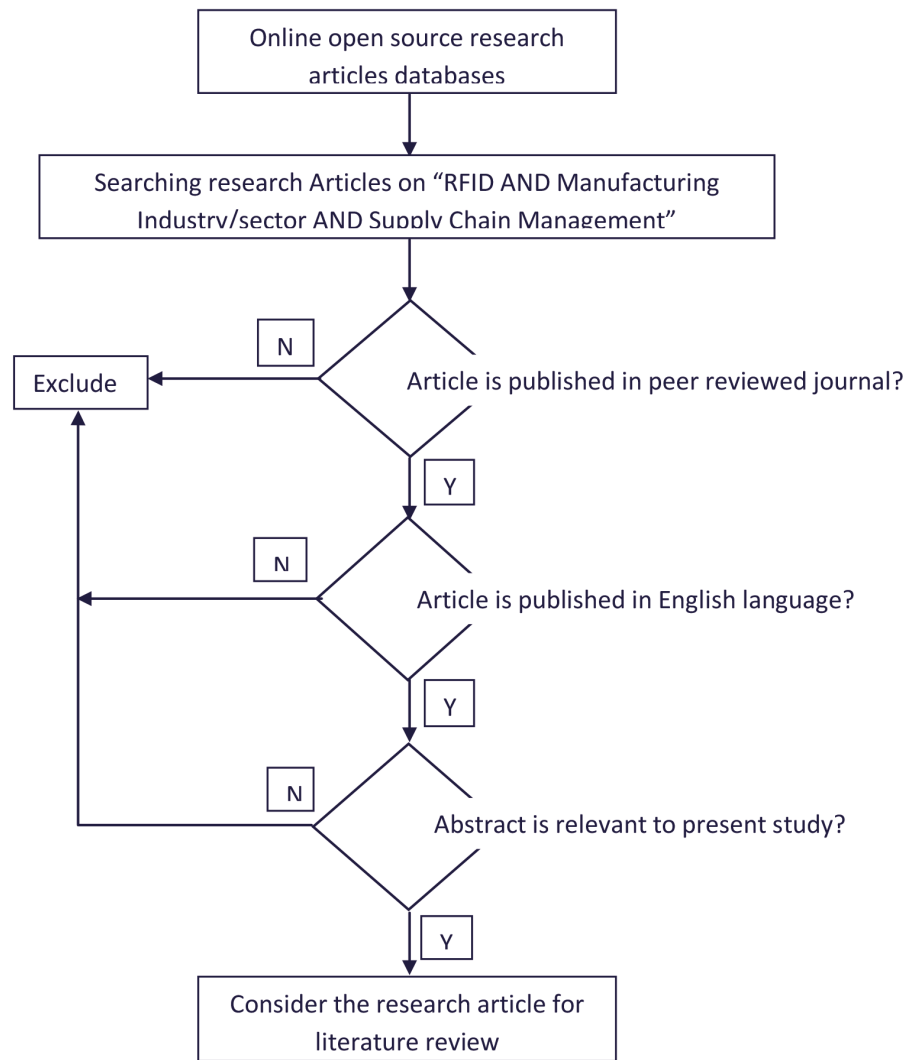 Online open source research
articles databases
Searching research Articles on “RFID AND Manufacturing
Industry/sector AND Supply Chain Management”
N
Exclude
Article is published in peer reviewed journal?
Y
N
Article is published in English language?
Y
N
Abstract is relevant to present study?
Y
Consider the research article for
literature review